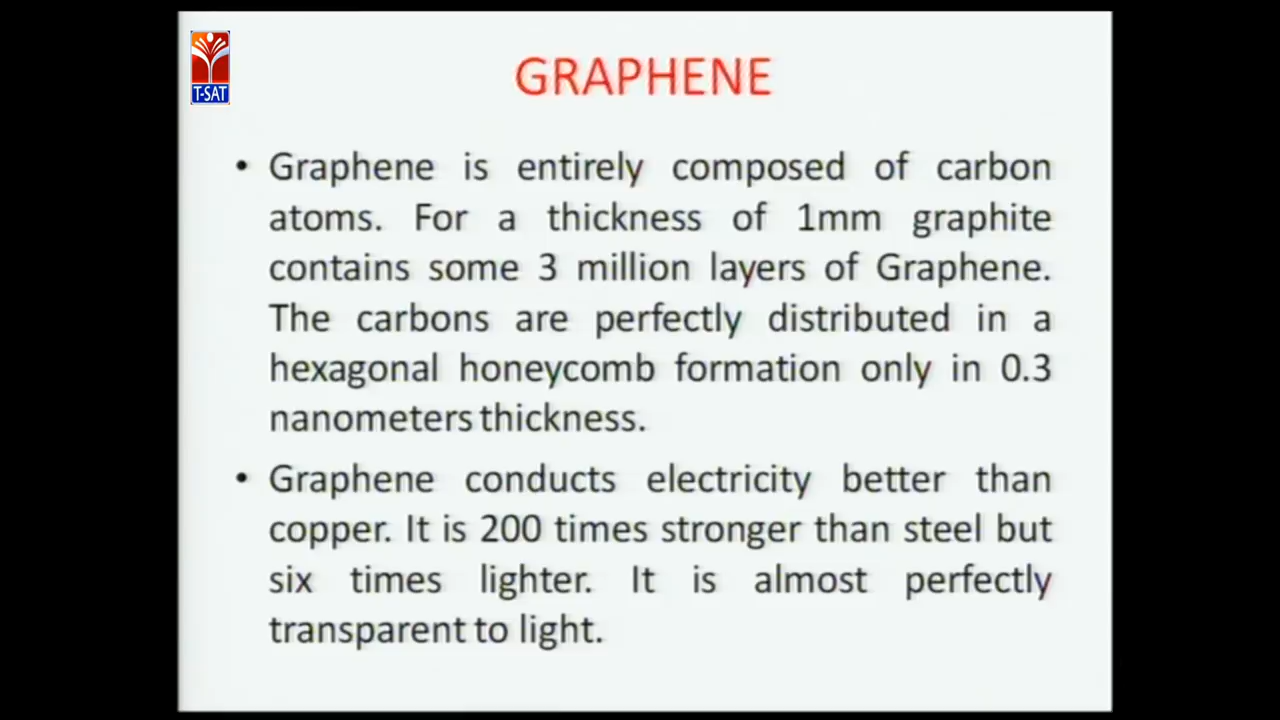 T-SAT
GRAPHENE
• Graphene is entirely composed of carbon
atoms. For a thickness of 1mm graphite
contains some 3 million layers of Graphene.
The carbons are perfectly distributed in a
hexagonal honeycomb formation only in 0.3
nanometers thickness.
• Graphene conducts electricity better than
copper. It is 200 times stronger than steel but
six times lighter. It is almost perfectly
transparent to light.